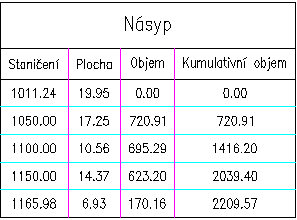 Násyp
Staničení Plocha Objem Kumulativní objem
1011.24 19.95 0.00 0.00
1050.00 17.25 720.91 720.91
1100.00 10.56 695.29 1416.20
1150.00 14.37 623.20 2039.40
1165.98 6.93 170.16 2209.57